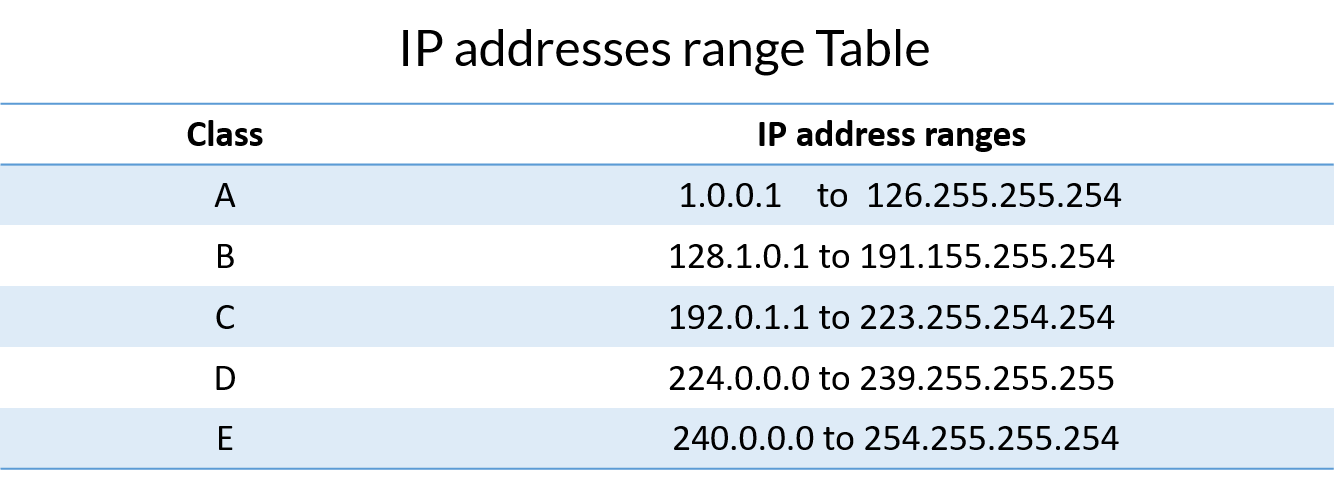 IP addresses range Table
Class IP address ranges
A 1.0.0.1 to 126.255.255.254
B 128.1.0.1 to 191.155.255.254
C 192.0.1.1 to 223.255.254.254
D 224.0.0.0 to 239.255.255.255
E 240.0.0.0 to 254.255.255.254